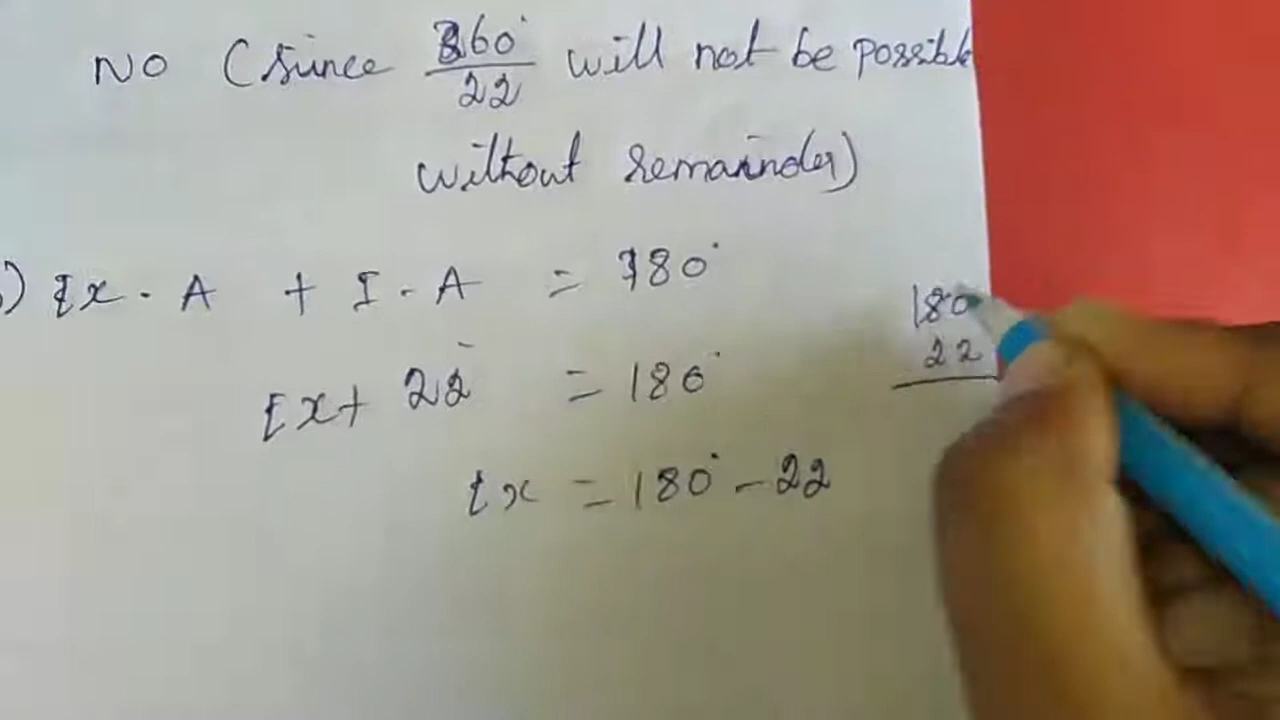 NO (since 360°/22 will not be possible
without remainder)
) Ex. A + I. A = 180°
180
22
Ex + 22° = 180°
Ex = 180° - 22